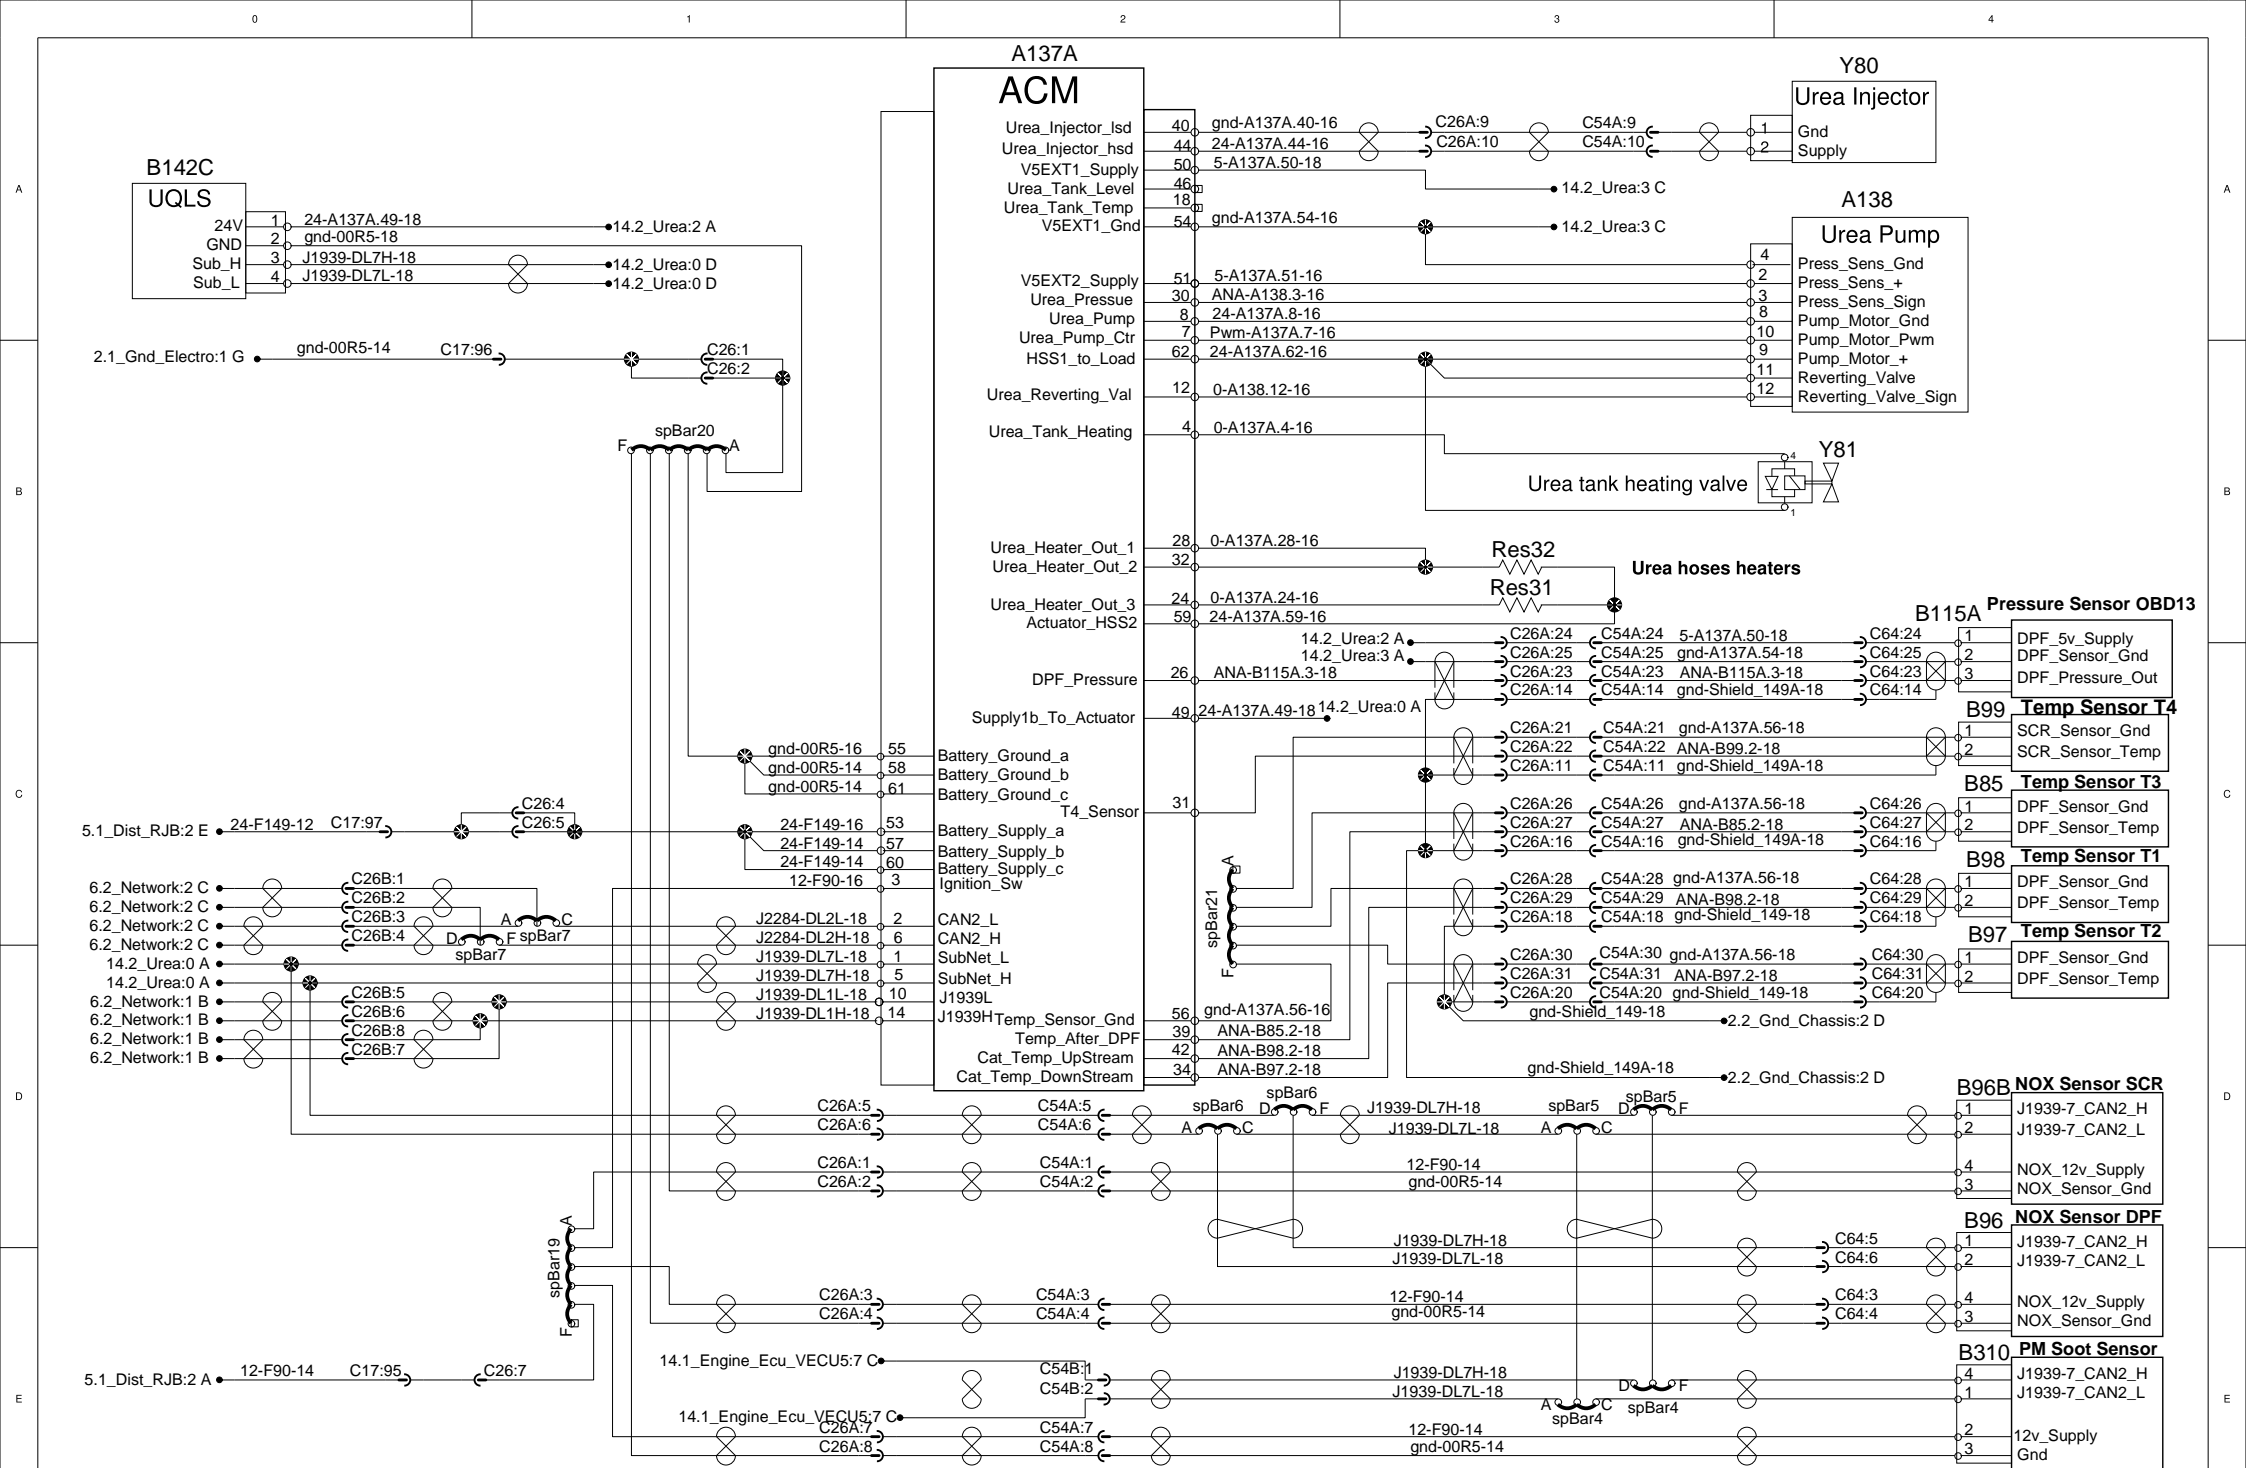 0 1 2 3 4
A137A
ACM
Y80
Urea Injector
Urea_Injector_lsd 40 gnd-A137A.40-16 C26A:9 C54A:9 1 Gnd
Urea_Injector_hsd 44 24-A137A.44-16 C26A:10 C54A:10 2 Supply
V5EXT1_Supply 50 5-A137A.50-18
B142C
UQLS
A Urea_Tank_Level 46 14.2_Urea:3 C A
Urea_Tank_Temp 18
A138
24V 1 24-A137A.49-18 14.2_Urea:2 A
V5EXT1_Gnd 54 gnd-A137A.54-16 14.2_Urea:3 C
Urea Pump
GND 2 gnd-00R5-18
Sub_H 3 J1939-DL7H-18 14.2_Urea:0 D
4 Press_Sens_Gnd
Sub_L 4 J1939-DL7L-18 14.2_Urea:0 D
V5EXT2_Supply 51 5-A137A.51-16 2 Press_Sens_+
Urea_Pressue 30 ANA-A138.3-16 3 Press_Sens_Sign
Urea_Pump 8 24-A137A.8-16 8 Pump_Motor_Gnd
Urea_Pump_Ctr 7 Pwm-A137A.7-16 10 Pump_Motor_Pwm
2.1_Gnd_Electro:1 G gnd-00R5-14 C17:96 C26:1
C26:2
HSS1_to_Load 62 24-A137A.62-16 9 Pump_Motor_+
11 Reverting_Valve
Urea_Reverting_Val 12 0-A138.12-16 12 Reverting_Valve_Sign
F spBar20 A
Urea_Tank_Heating 4 0-A137A.4-16
Y81
4
Urea tank heating valve
1
B B
Urea_Heater_Out_1 28 0-A137A.28-16 Res32
Urea_Heater_Out_2 32 Urea hoses heaters
Res31
Urea_Heater_Out_3 24 0-A137A.24-16
Actuator_HSS2 59 24-A137A.59-16
B115A Pressure Sensor OBD13
14.2_Urea:2 A C26A:24 C54A:24 5-A137A.50-18 C64:24 1 DPF_5v_Supply
14.2_Urea:3 A C26A:25 C54A:25 gnd-A137A.54-18 C64:25 2 DPF_Sensor_Gnd
DPF_Pressure 26 ANA-B115A.3-18 C26A:23 C54A:23 ANA-B115A.3-18 C64:23 3 DPF_Pressure_Out
C26A:14 C54A:14 gnd-Shield_149A-18 C64:14
Supply1b_To_Actuator 49 24-A137A.49-18 14.2_Urea:0 A
B99 Temp Sensor T4
C26A:21 C54A:21 gnd-A137A.56-18 1 SCR_Sensor_Gnd
C26A:22 C54A:22 ANA-B99.2-18 2 SCR_Sensor_Temp
C26A:11 C54A:11 gnd-Shield_149A-18
gnd-00R5-16 55 Battery_Ground_a
gnd-00R5-14 58 Battery_Ground_b
gnd-00R5-14 61 Battery_Ground_c
C C
T4_Sensor 31
B85 Temp Sensor T3
C26A:26 C54A:26 gnd-A137A.56-18 C64:26 1 DPF_Sensor_Gnd
C26A:27 C54A:27 ANA-B85.2-18 C64:27 2 DPF_Sensor_Temp
C26A:16 C54A:16 gnd-Shield_149A-18 C64:16
5.1_Dist_RJB:2 E 24-F149-12 C17:97 C26:4
C26:5
24-F149-16 53 Battery_Supply_a
24-F149-14 57 Battery_Supply_b
24-F149-14 60 Battery_Supply_c
12-F90-16 3 Ignition_Sw
A spBar21 F
B98 Temp Sensor T1
C26A:28 C54A:28 gnd-A137A.56-18 C64:28 1 DPF_Sensor_Gnd
C26A:29 C54A:29 ANA-B98.2-18 C64:29 2 DPF_Sensor_Temp
C26A:18 C54A:18 gnd-Shield_149-18 C64:18
6.2_Network:2 C C26B:1
6.2_Network:2 C C26B:2
6.2_Network:2 C C26B:3 A C spBar7
6.2_Network:2 C C26B:4 D F spBar7
J2284-DL2L-18 2 CAN2_L
J2284-DL2H-18 6 CAN2_H
14.2_Urea:0 A J1939-DL7L-18 1 SubNet_L
14.2_Urea:0 A J1939-DL7H-18 5 SubNet_H
B97 Temp Sensor T2
C26A:30 C54A:30 gnd-A137A.56-18 C64:30 1 DPF_Sensor_Gnd
C26A:31 C54A:31 ANA-B97.2-18 C64:31 2 DPF_Sensor_Temp
C26A:20 C54A:20 gnd-Shield_149-18 C64:20
6.2_Network:1 B C26B:5 J1939-DL1L-18 10 J1939L
6.2_Network:1 B C26B:6 J1939-DL1H-18 14 J1939H
6.2_Network:1 B C26B:8
6.2_Network:1 B C26B:7
Temp_Sensor_Gnd 56 gnd-A137A.56-16
gnd-Shield_149-18 2.2_Gnd_Chassis:2 D
Temp_After_DPF 39 ANA-B85.2-18
Cat_Temp_UpStream 42 ANA-B98.2-18
Cat_Temp_DownStream 34 ANA-B97.2-18
gnd-Shield_149A-18 2.2_Gnd_Chassis:2 D
D D
B96B NOX Sensor SCR
C26A:5 C54A:5 spBar6 D spBar6 F J1939-DL7H-18 spBar5 D spBar5 F 1 J1939-7_CAN2_H
C26A:6 C54A:6 A C J1939-DL7L-18 A C 2 J1939-7_CAN2_L
C26A:1 C54A:1 12-F90-14 4 NOX_12v_Supply
C26A:2 C54A:2 gnd-00R5-14 3 NOX_Sensor_Gnd
B96 NOX Sensor DPF
A spBar19 F
J1939-DL7H-18 C64:5 1 J1939-7_CAN2_H
J1939-DL7L-18 C64:6 2 J1939-7_CAN2_L
C26A:3 C54A:3 12-F90-14 C64:3 4 NOX_12v_Supply
C26A:4 C54A:4 gnd-00R5-14 C64:4 3 NOX_Sensor_Gnd
B310 PM Soot Sensor
14.1_Engine_Ecu_VECU5:7 C
5.1_Dist_RJB:2 A 12-F90-14 C17:95 C26:7
C54B:1 J1939-DL7H-18 D F spBar4 4 J1939-7_CAN2_H
C54B:2 J1939-DL7L-18 A C spBar4 1 J1939-7_CAN2_L
E E
14.1_Engine_Ecu_VECU5:7 C
C26A:7 C54A:7 12-F90-14 2 12v_Supply
C26A:8 C54A:8 gnd-00R5-14 3 Gnd